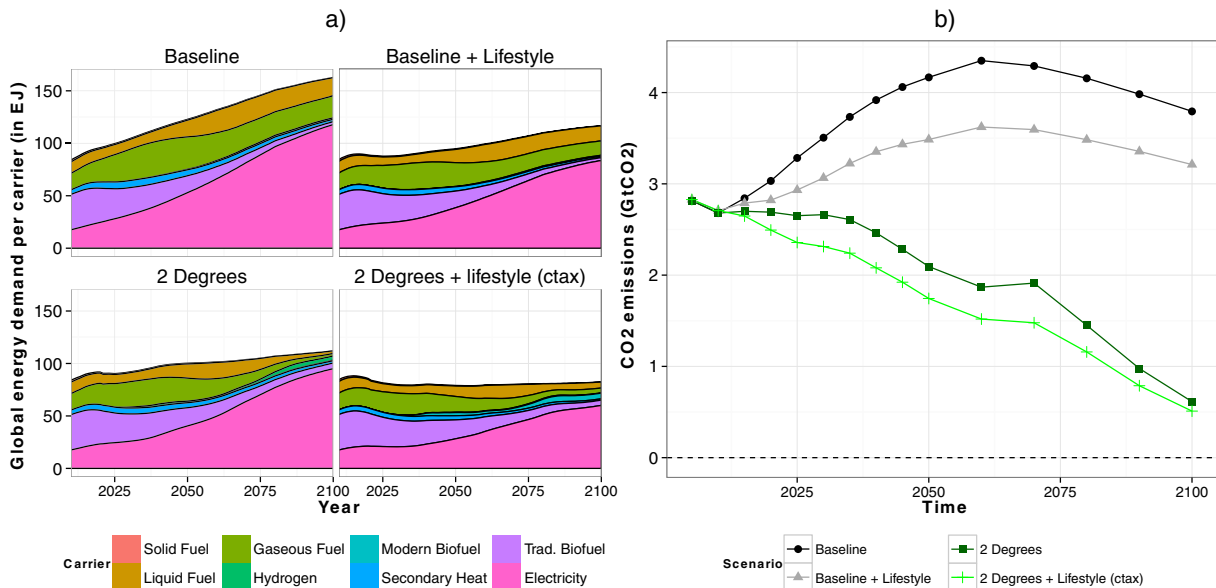 a)
b)
Baseline
Baseline + Lifestyle
Global energy demand per carrier (in EJ)
150
100
50
0
2 Degrees
2 Degrees + lifestyle (ctax)
150
100
50
0
2025 2050 2075 2100
2025 2050 2075 2100
Year
Carrier
Solid Fuel Gaseous Fuel Modern Biofuel Trad. Biofuel
Liquid Fuel Hydrogen Secondary Heat Electricity
CO2 emissions (GtCO2)
4
3
2
1
0
2025 2050 2075 2100
Time
Scenario
Baseline 2 Degrees
Baseline + Lifestyle 2 Degrees + Lifestyle (ctax)